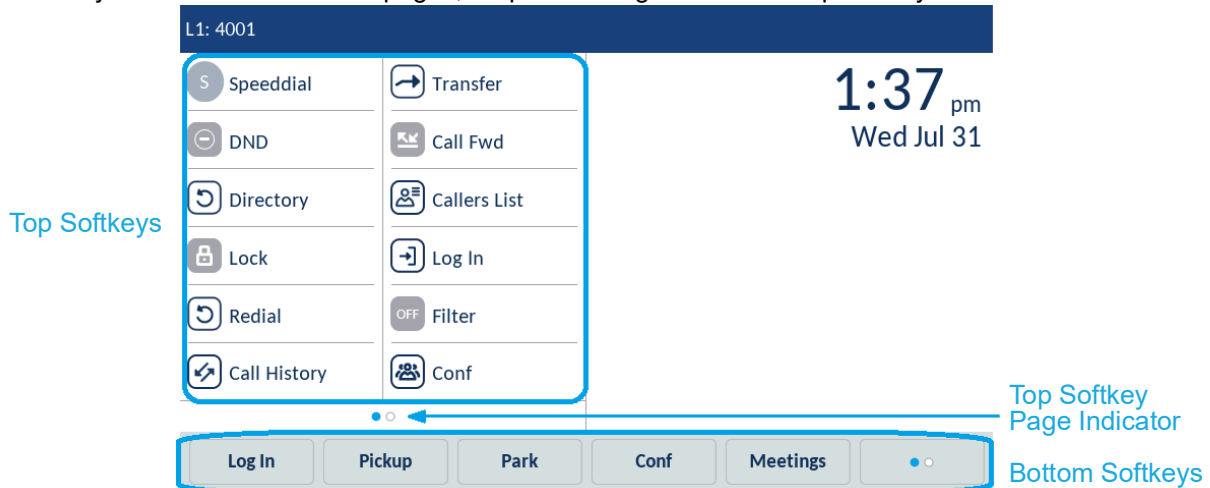 L1: 4001
S Speeddial
Transfer
1:37 pm
DND
Call Fwd
Wed Jul 31
Directory
Callers List
Top Softkeys
Lock
Log In
Redial
OFF Filter
Call History
Conf
Top Softkey
Page Indicator
Log In
Pickup
Park
Conf
Meetings
Bottom Softkeys